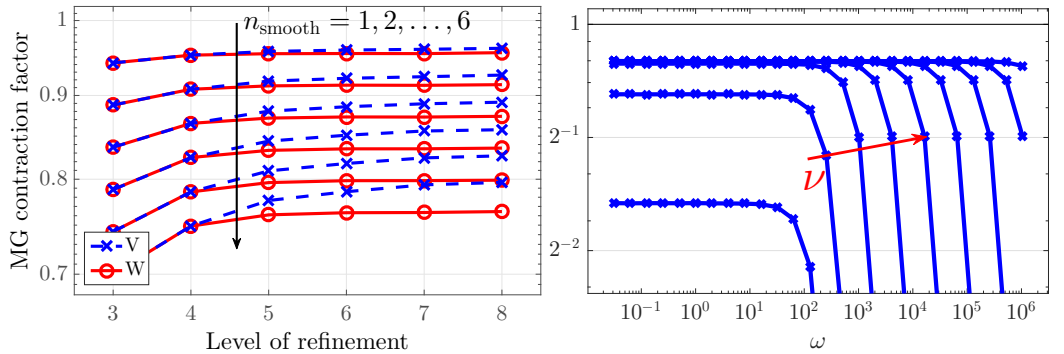 MG contraction factor
1
0.9
0.8
0.7
n_smooth = 1, 2, . . . , 6
V
W
3 4 5 6 7 8
Level of refinement
1
2^−1
2^−2
ν
10^−1 10^0 10^1 10^2 10^3 10^4 10^5 10^6
ω